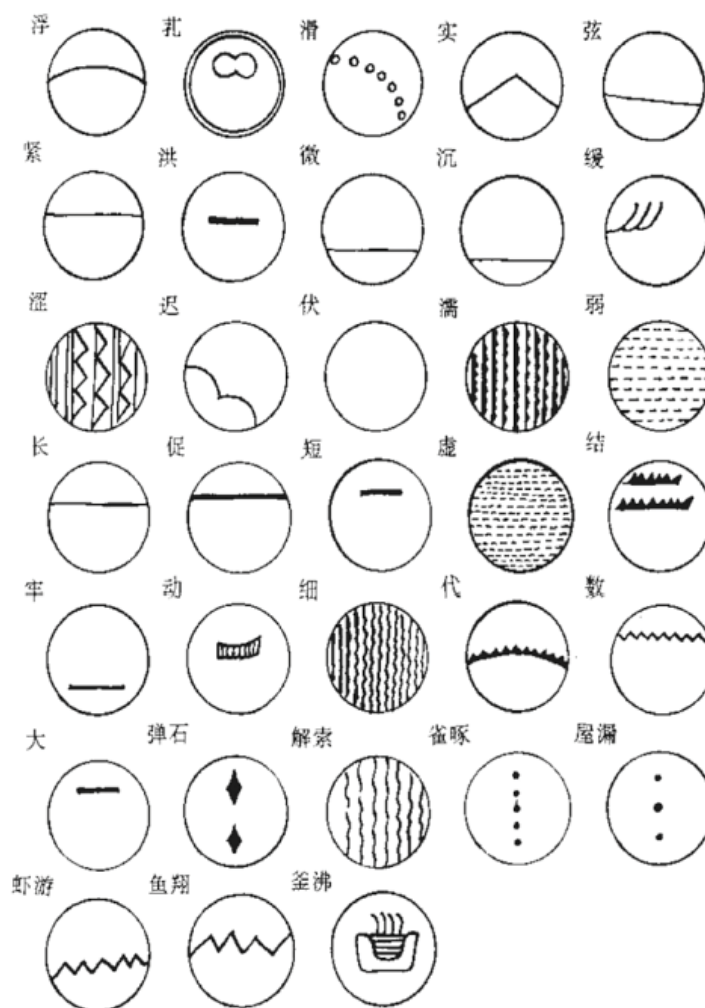 浮 芤 滑 实 弦
紧 洪 微 沉 缓
涩 迟 伏 濡 弱
长 促 短 虚 结
牢 动 细 代 数
大 弹石 解索 雀啄 屋漏
虾游 鱼翔 釜沸